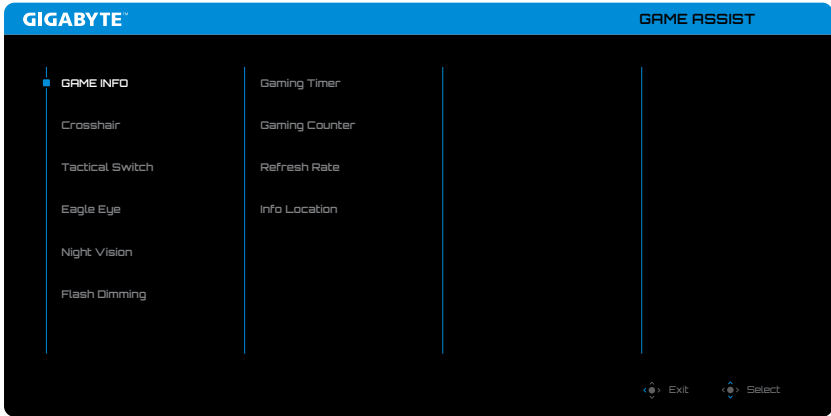 GIGABYTE™
GAME ASSIST
GAME INFO
Crosshair
Tactical Switch
Eagle Eye
Night Vision
Flash Dimming
Gaming Timer
Gaming Counter
Refresh Rate
Info Location
Exit Select